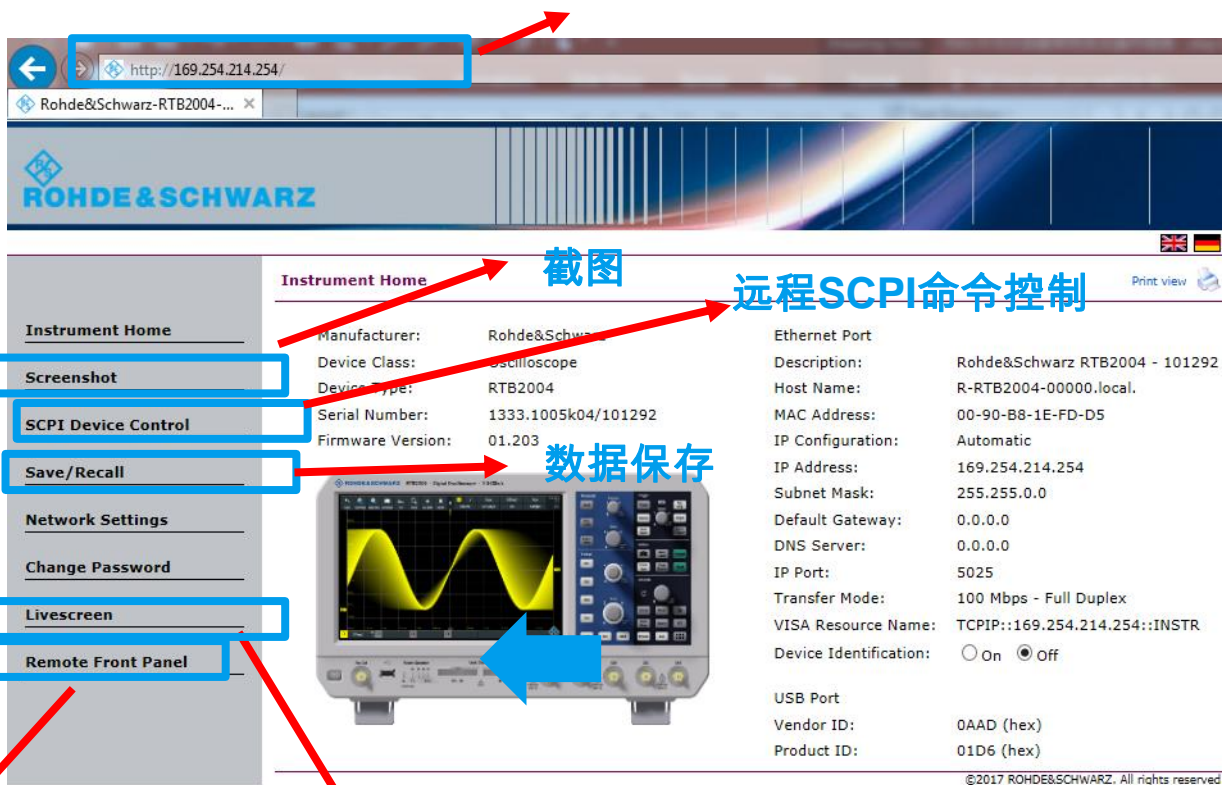 http://169.254.214.254/
Rohde&Schwarz-RTB2004-...
ROHDE&SCHWARZ
截图
Instrument Home
远程SCPI命令控制
Print view
Instrument Home
Screenshot
SCPI Device Control
Save/Recall
Network Settings
Change Password
Livescreen
Remote Front Panel
Manufacturer: Rohde&Schwarz
Device Class: Oscilloscope
Device Type: RTB2004
Serial Number: 1333.1005k04/101292
Firmware Version: 01.203
数据保存
Ethernet Port
Description: Rohde&Schwarz RTB2004 - 101292
Host Name: R-RTB2004-00000.local.
MAC Address: 00-90-B8-1E-FD-D5
IP Configuration: Automatic
IP Address: 169.254.214.254
Subnet Mask: 255.255.0.0
Default Gateway: 0.0.0.0
DNS Server: 0.0.0.0
IP Port: 5025
Transfer Mode: 100 Mbps - Full Duplex
VISA Resource Name: TCPIP::169.254.214.254::INSTR
Device Identification: On Off
USB Port
Vendor ID: 0AAD (hex)
Product ID: 01D6 (hex)
©2017 ROHDE&SCHWARZ. All rights reserved